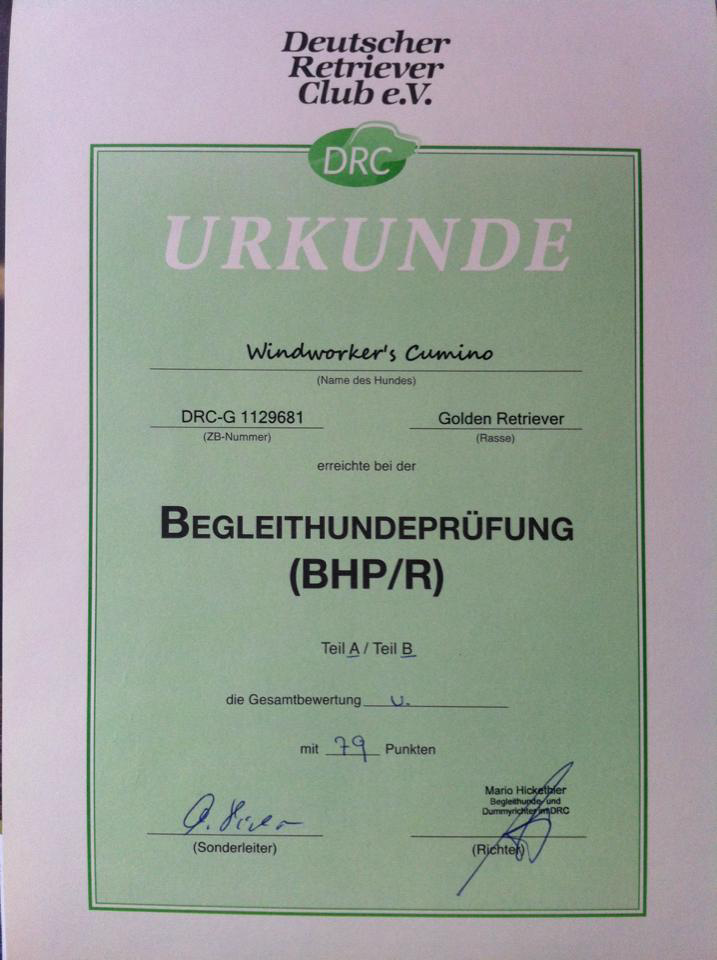 Deutscher
Retriever
Club e.V.
DRC
URKUNDE
Windworker's Cumino
(Name des Hundes)
DRC-G 1129681 Golden Retriever
(ZB-Nummer) (Rasse)
erreichte bei der
BEGLEITHUNDEPRÜFUNG
(BHP/R)
Teil A / Teil B
die Gesamtbewertung u.
mit 79 Punkten
Mario Hickethier
Begleithunde- und
Dummyrichter im DRC
(Sonderleiter) (Richter)